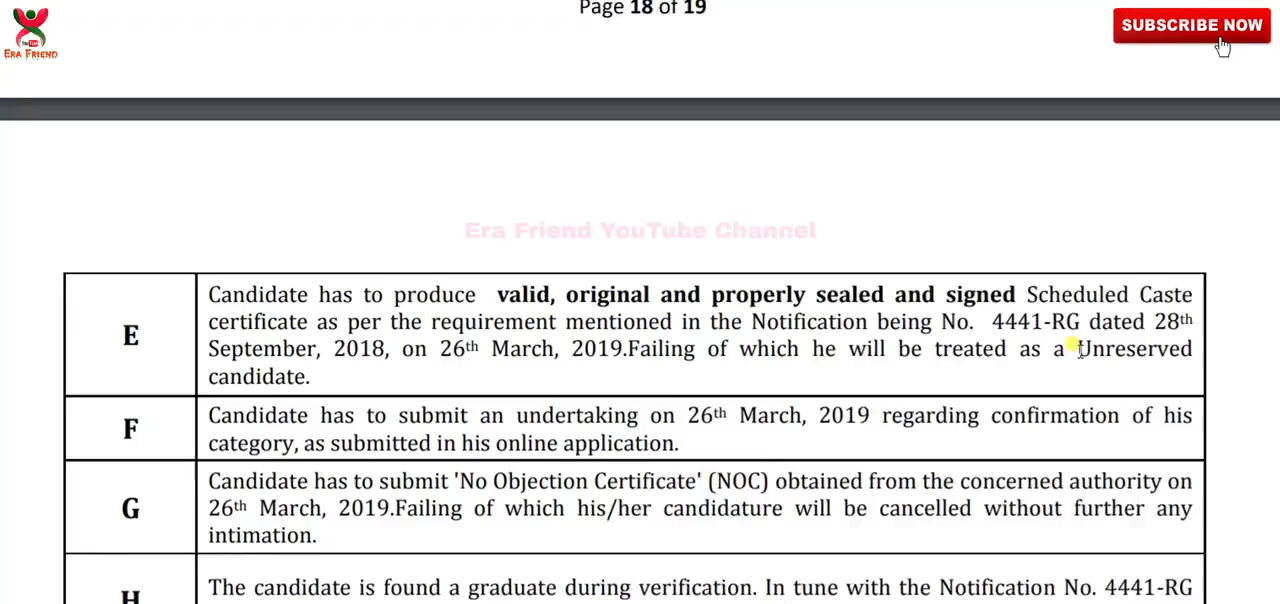 Page 18 of 19
SUBSCRIBE NOW
ERA FRIEND
Era Friend YouTube Channel
E
Candidate has to produce valid, original and properly sealed and signed Scheduled Caste
certificate as per the requirement mentioned in the Notification being No. 4441-RG dated 28th
September, 2018, on 26th March, 2019.Failing of which he will be treated as a Unreserved
candidate.
F
Candidate has to submit an undertaking on 26th March, 2019 regarding confirmation of his
category, as submitted in his online application.
G
Candidate has to submit 'No Objection Certificate' (NOC) obtained from the concerned authority on
26th March, 2019.Failing of which his/her candidature will be cancelled without further any
intimation.
H
The candidate is found a graduate during verification. In tune with the Notification No. 4441-RG